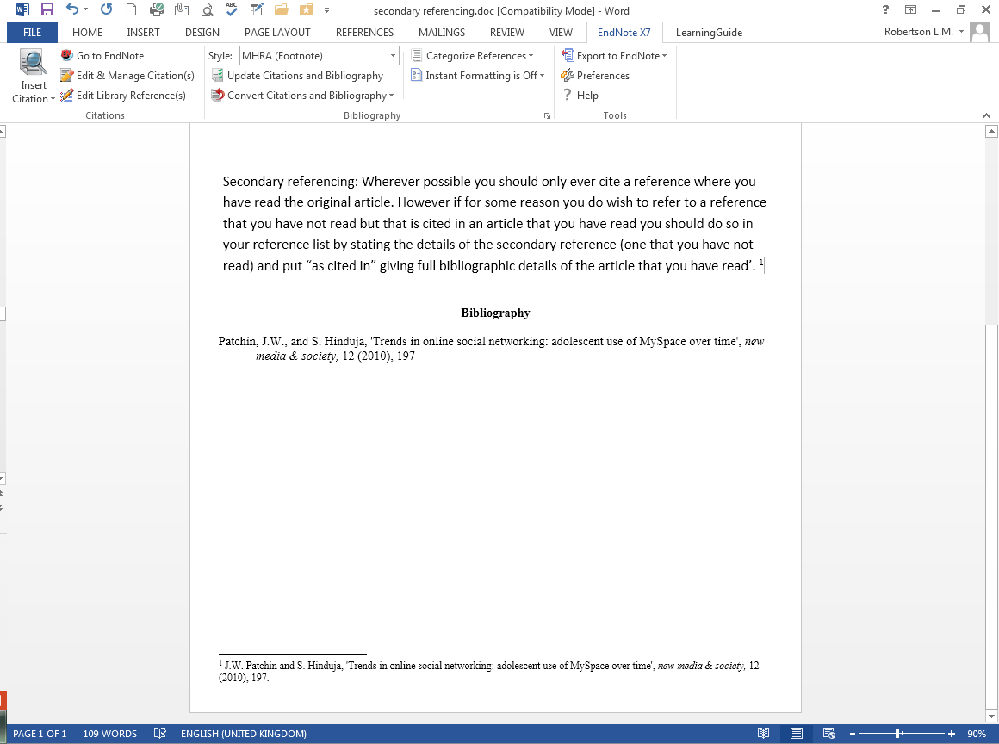 secondary referencing.doc [Compatibility Mode] - Word
FILE HOME INSERT DESIGN PAGE LAYOUT REFERENCES MAILINGS REVIEW VIEW EndNote X7 LearningGuide Robertson L.M.
Insert Citation
Go to EndNote
Edit & Manage Citation(s)
Edit Library Reference(s)
Citations
Style: MHRA (Footnote)
Update Citations and Bibliography
Convert Citations and Bibliography
Categorize References
Instant Formatting is Off
Bibliography
Export to EndNote
Preferences
? Help
Tools
Secondary referencing: Wherever possible you should only ever cite a reference where you
have read the original article. However if for some reason you do wish to refer to a reference
that you have not read but that is cited in an article that you have read you should do so in
your reference list by stating the details of the secondary reference (one that you have not
read) and put “as cited in” giving full bibliographic details of the article that you have read’. 1
Bibliography
Patchin, J.W., and S. Hinduja, 'Trends in online social networking: adolescent use of MySpace over time', new
media & society, 12 (2010), 197
1 J.W. Patchin and S. Hinduja, 'Trends in online social networking: adolescent use of MySpace over time', new media & society, 12
(2010), 197.
PAGE 1 OF 1 109 WORDS ENGLISH (UNITED KINGDOM) 90%